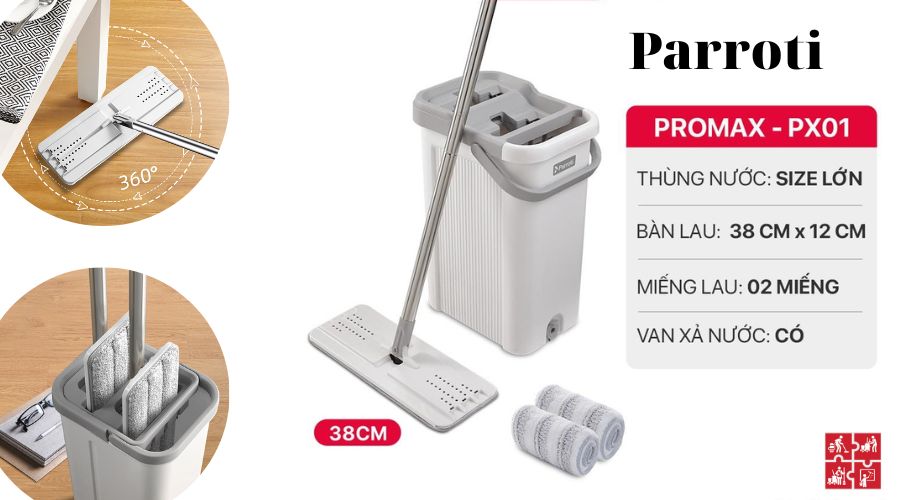 360°
38CM
Parroti
Parroti
PROMAX - PX01
THÙNG NƯỚC: SIZE LỚN
BÀN LAU: 38 CM x 12 CM
MIẾNG LAU: 02 MIẾNG
VAN XẢ NƯỚC: CÓ